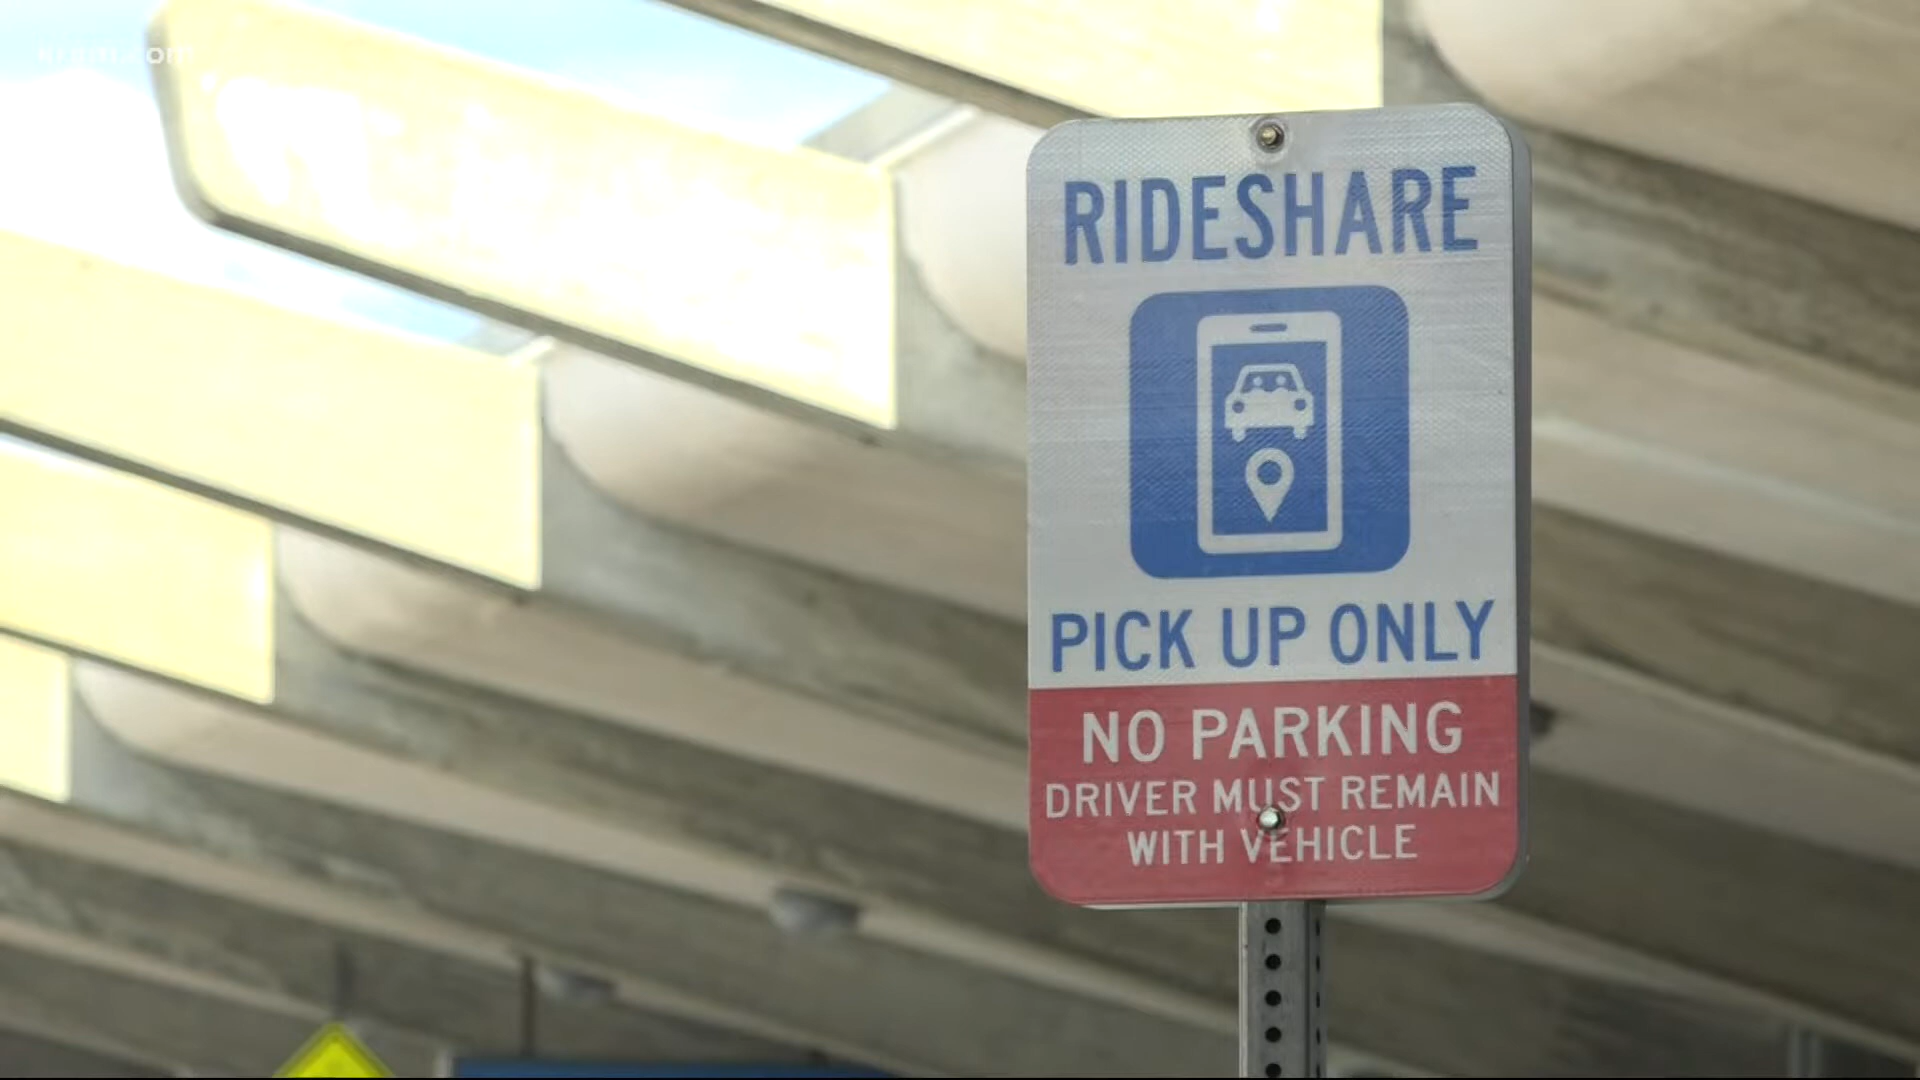 RIDESHARE
PICK UP ONLY
NO PARKING
DRIVER MUST REMAIN
WITH VEHICLE